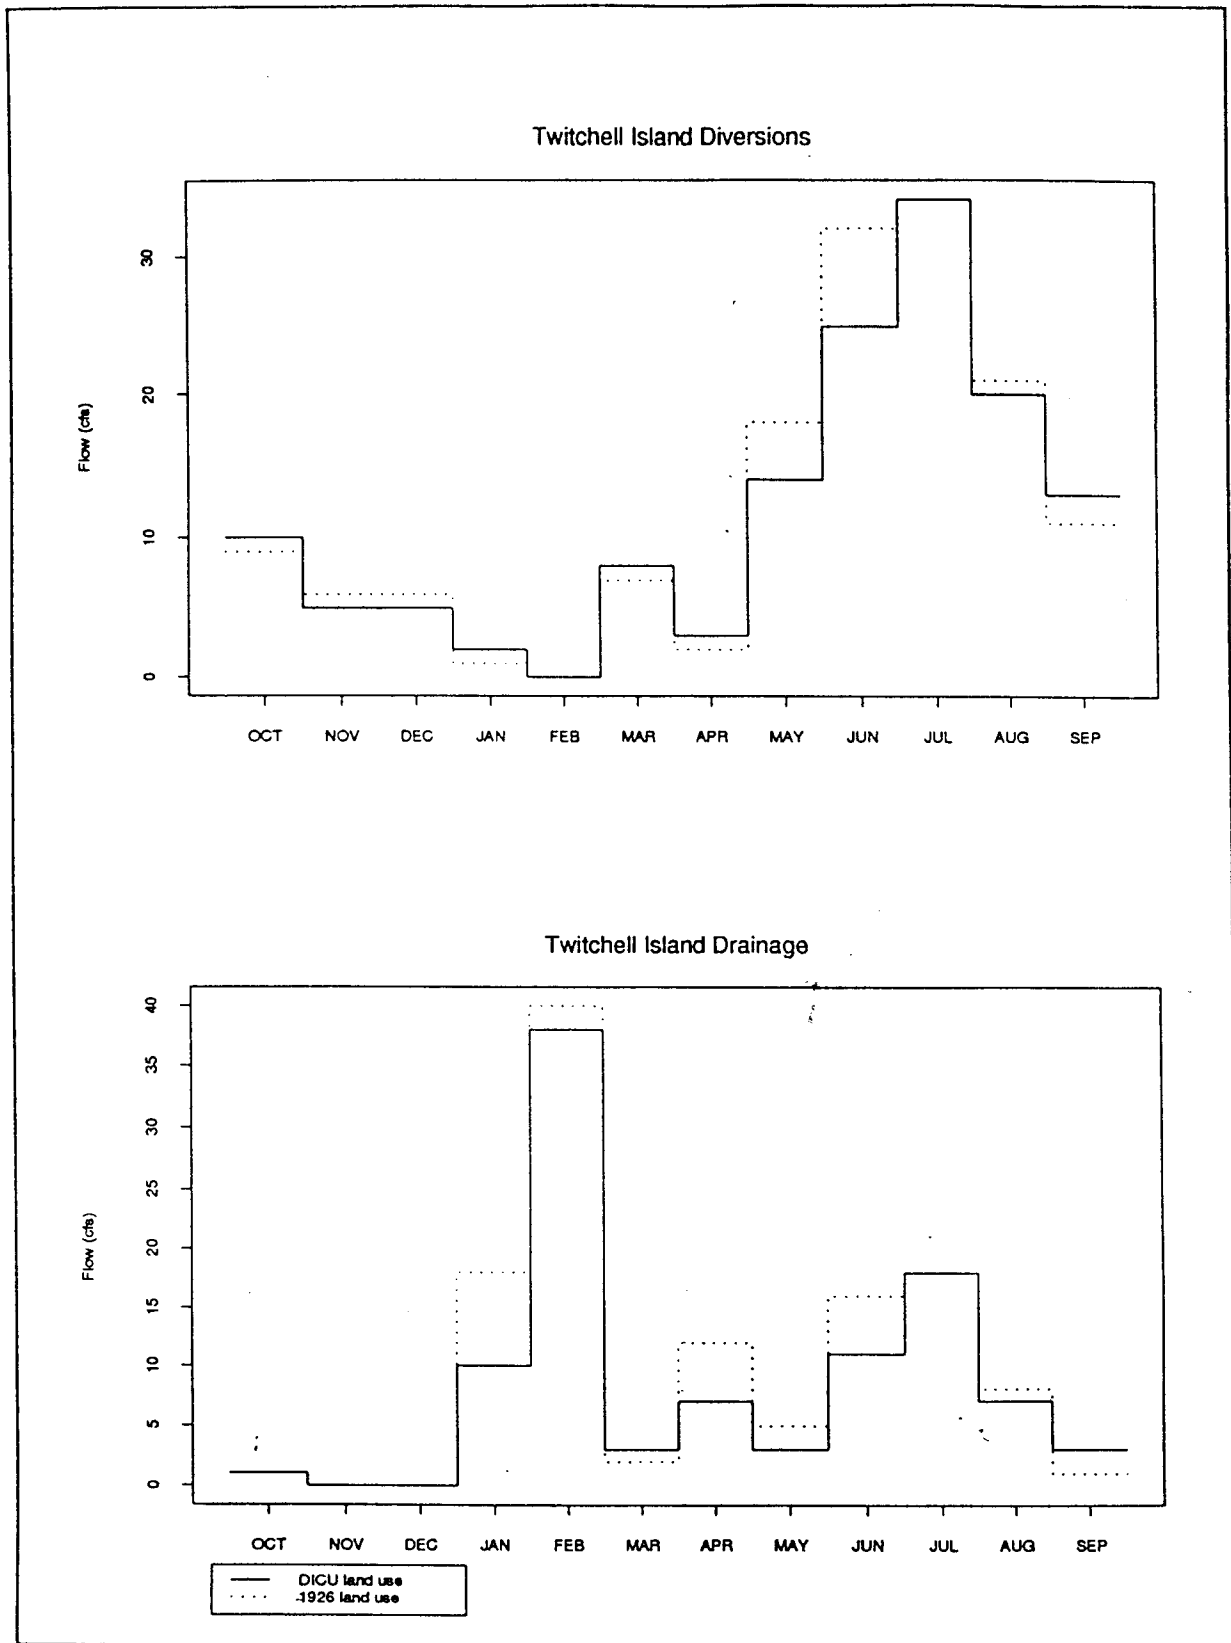 Twitchell Island Diversions
30
20
10
0
Flow (cfs)
OCT NOV DEC JAN FEB MAR APR MAY JUN JUL AUG SEP
Twitchell Island Drainage
40
35
30
25
20
15
10
5
0
Flow (cfs)
OCT NOV DEC JAN FEB MAR APR MAY JUN JUL AUG SEP
DICU land use
1926 land use